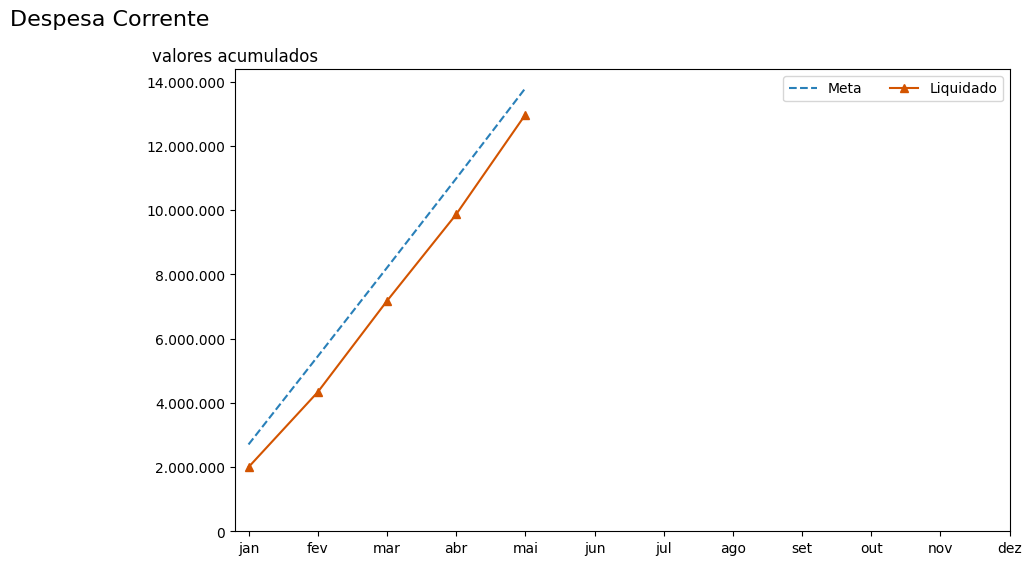 Despesa Corrente
valores acumulados
Meta Liquidado
14.000.000
12.000.000
10.000.000
8.000.000
6.000.000
4.000.000
2.000.000
0
jan fev mar abr mai jun jul ago set out nov dez